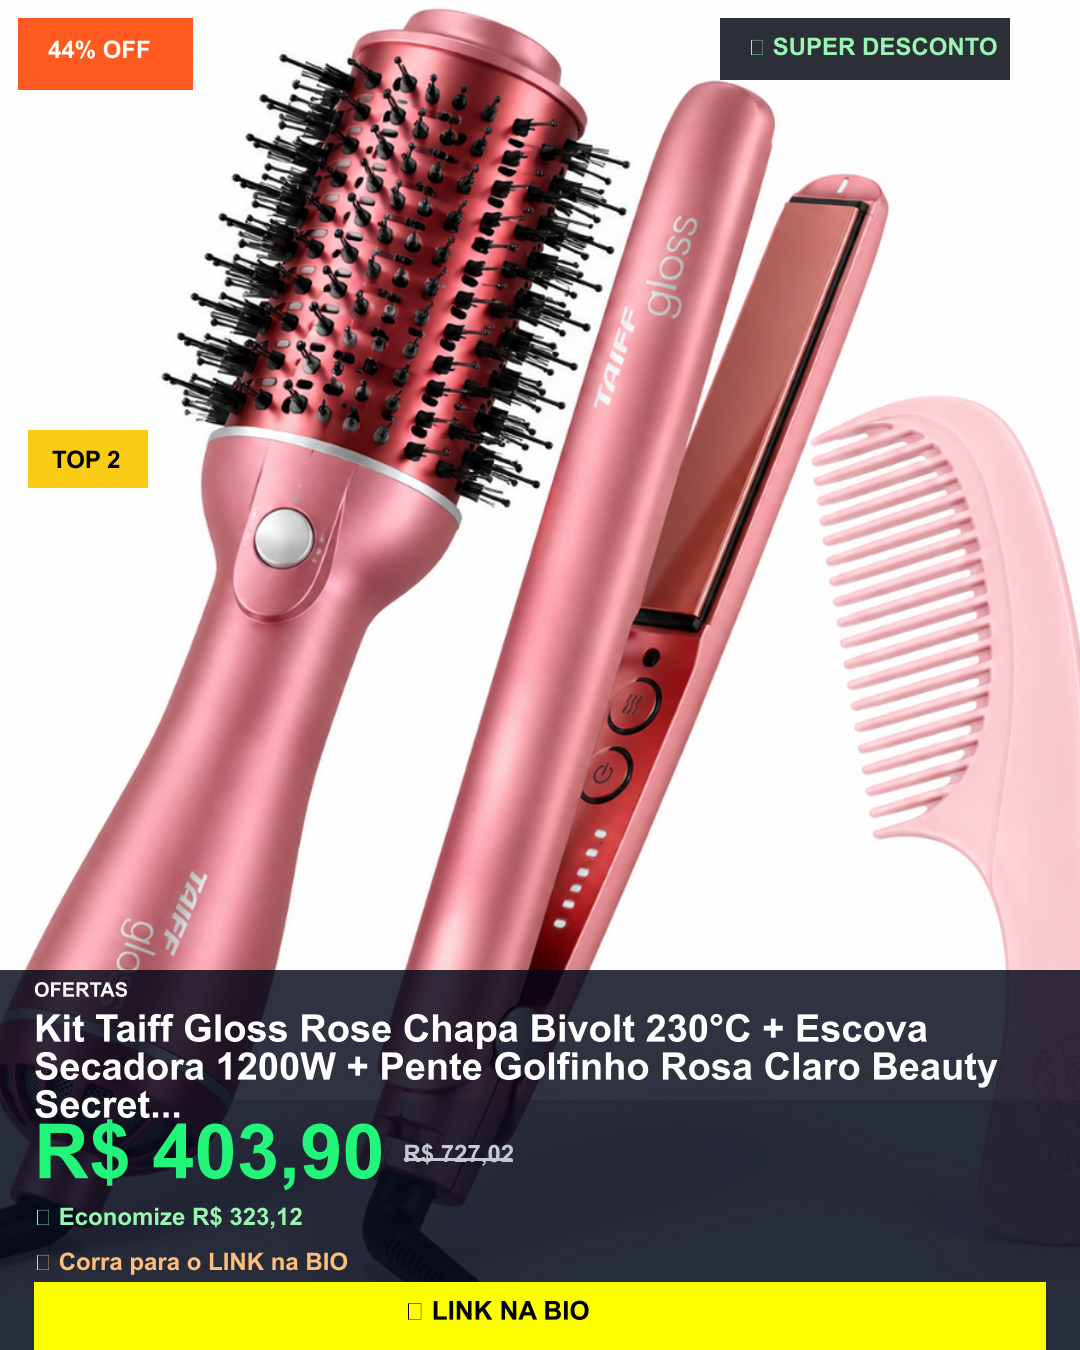 44% OFF
SUPER DESCONTO
gloss
TAIFF
TOP 2
TAIFF
OFERTAS
Kit Taiff Gloss Rose Chapa Bivolt 230°C + Escova
Secadora 1200W + Pente Golfinho Rosa Claro Beauty
Secret...
R$ 403,90 R$ 727,02
Economize R$ 323,12
Corra para o LINK na BIO
LINK NA BIO